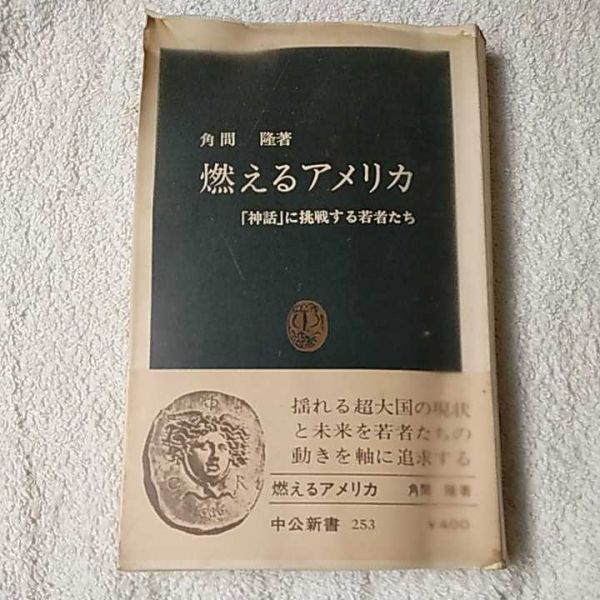 角間 隆著
燃えるアメリカ
「神話」に挑戦する若者たち
揺れる超大国の現状
と未来を若者たちの
動きを軸に追求する
燃えるアメリカ 角間 隆著
中公新書 253 ¥400